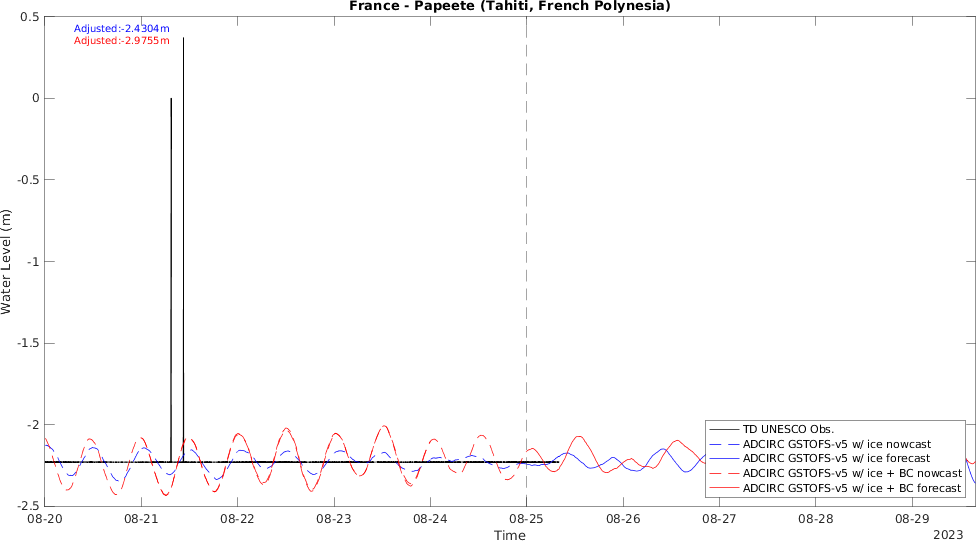 France - Papeete (Tahiti, French Polynesia)
Adjusted:-2.4304m
Adjusted:-2.9755m
0.5
0
-0.5
-1
-1.5
-2
-2.5
Water Level (m)
TD UNESCO Obs.
ADCIRC GSTOFS-v5 w/ ice nowcast
ADCIRC GSTOFS-v5 w/ ice forecast
ADCIRC GSTOFS-v5 w/ ice + BC nowcast
ADCIRC GSTOFS-v5 w/ ice + BC forecast
08-20 08-21 08-22 08-23 08-24 08-25 08-26 08-27 08-28 08-29
Time
2023